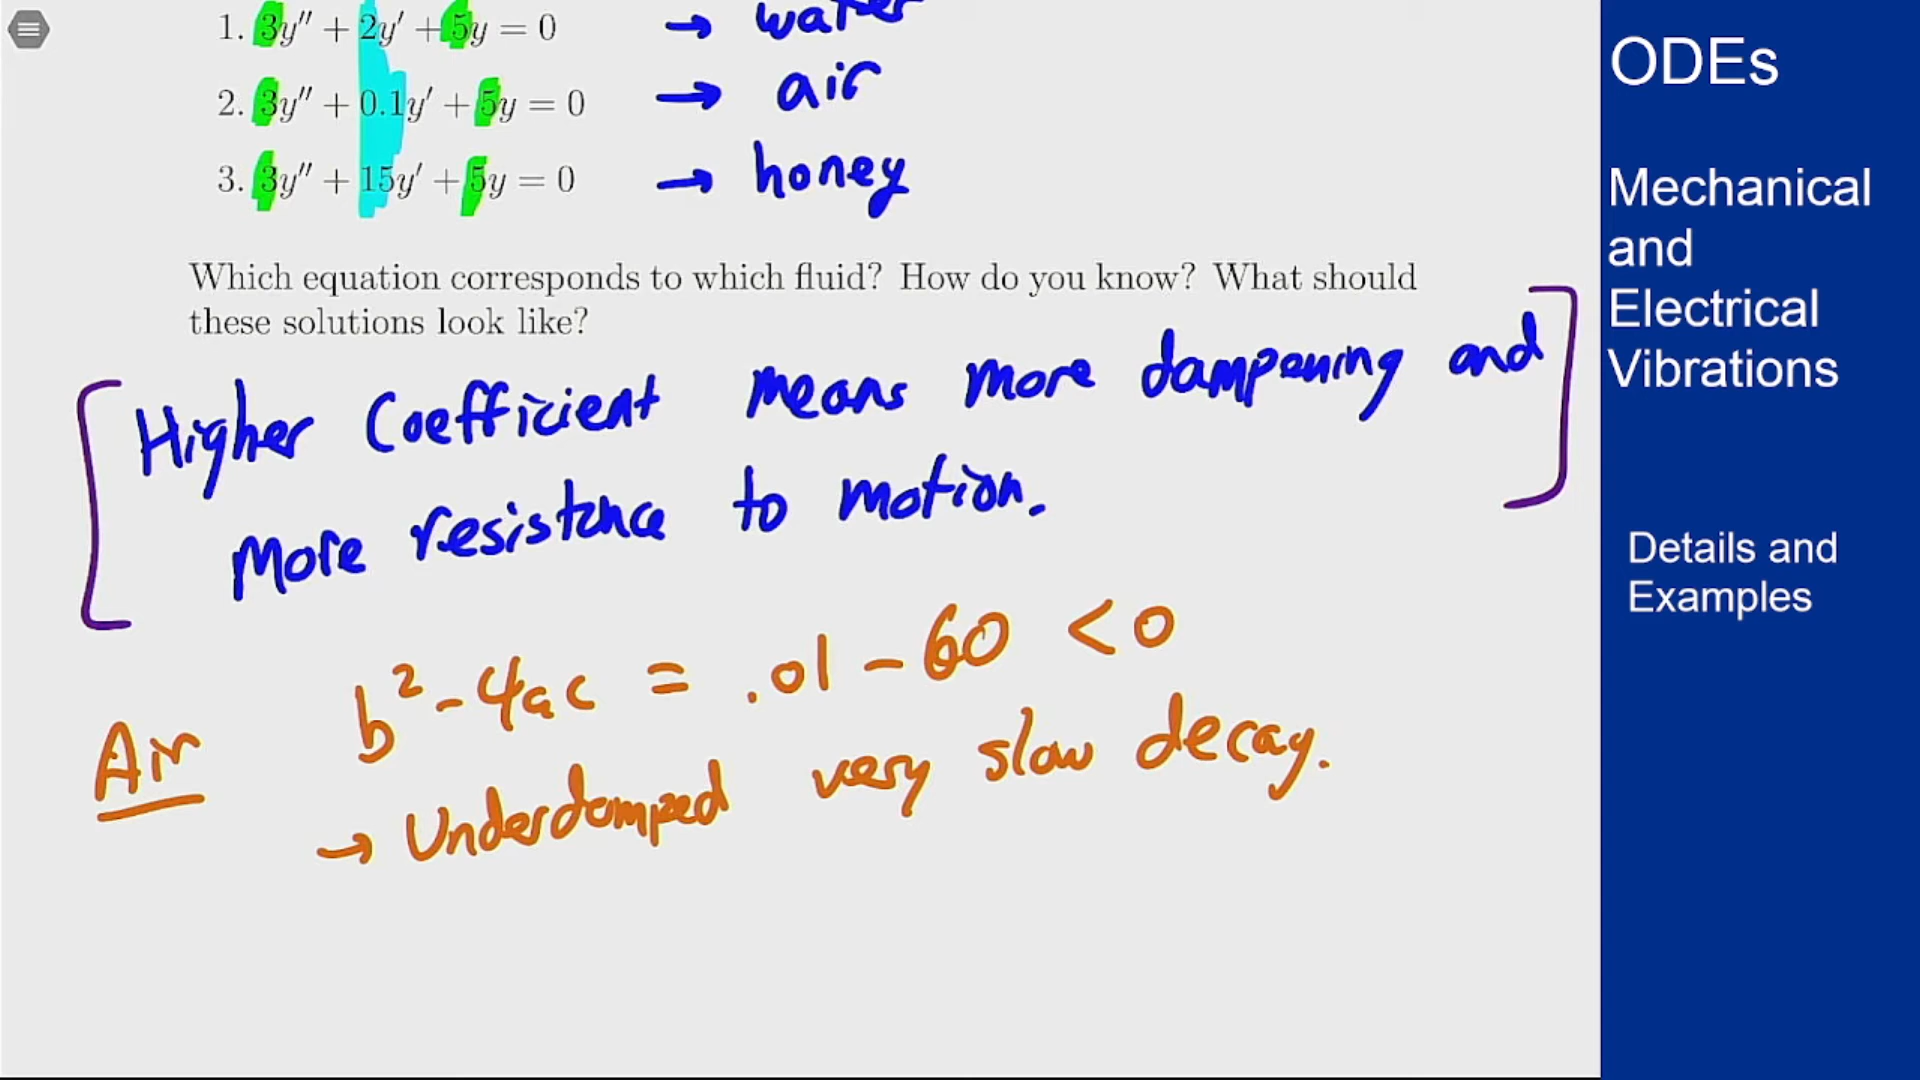 1. 3y″ + 2y′ + 5y = 0 → water
2. 3y″ + 0.1y′ + 5y = 0 → air
3. 3y″ + 15y′ + 5y = 0 → honey
Which equation corresponds to which fluid? How do you know? What should
these solutions look like?
Higher Coefficient means more dampening and
more resistance to motion.
Air
b² - 4ac = .01 - 60 < 0
→ Underdamped very slow decay.
ODEs
Mechanical
and
Electrical
Vibrations
Details and
Examples